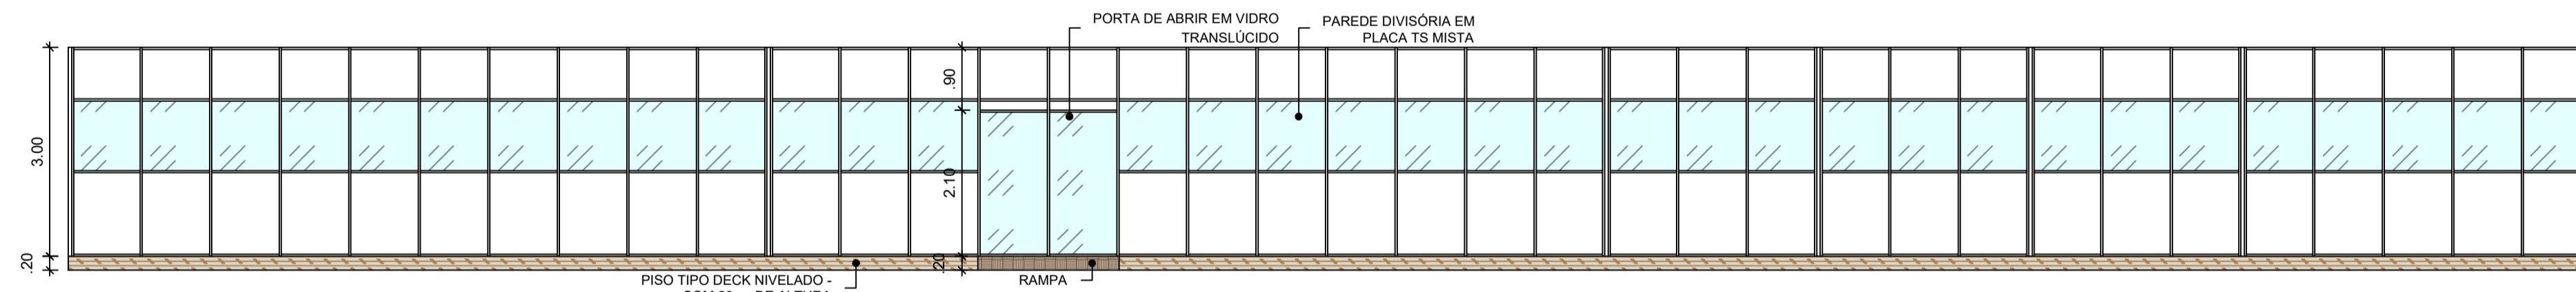 PORTA DE ABRIR EM VIDRO
TRANSLÚCIDO
PAREDE DIVISÓRIA EM
PLACA TS MISTA
.90
3.00
2.10
.20
.20
PISO TIPO DECK NIVELADO -
RAMPA